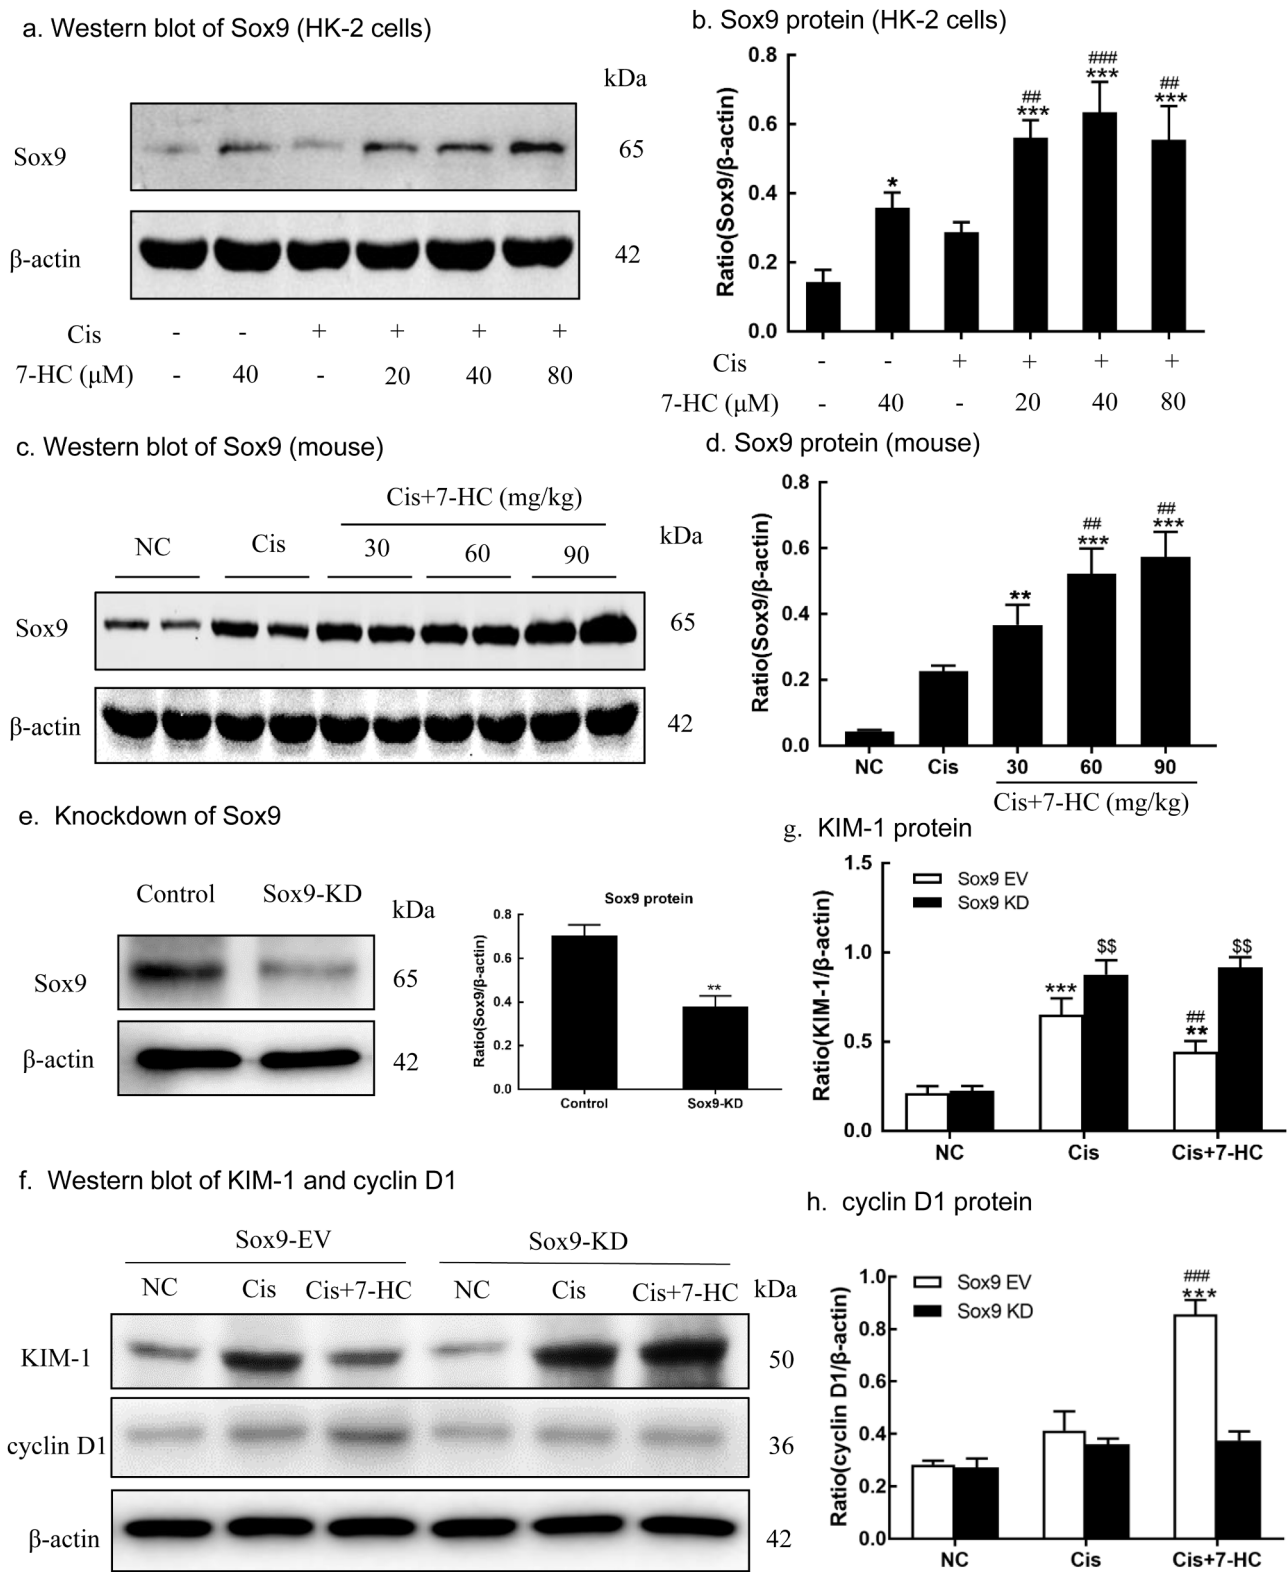 a. Western blot of Sox9 (HK-2 cells)
kDa
Sox9
65
β-actin
42
Cis - - + + + +
7-HC (μM) - 40 - 20 40 80
b. Sox9 protein (HK-2 cells)
Ratio(Sox9/β-actin)
0.8
0.6
0.4
0.2
0.0
*
##
***
###
***
##
***
Cis - - + + + +
7-HC (μM) - 40 - 20 40 80
c. Western blot of Sox9 (mouse)
Cis+7-HC (mg/kg)
NC Cis 30 60 90 kDa
Sox9 65
β-actin 42
d. Sox9 protein (mouse)
Ratio(Sox9/β-actin)
0.8
0.6
0.4
0.2
0.0
**
##
***
##
***
NC Cis 30 60 90
Cis+7-HC (mg/kg)
e. Knockdown of Sox9
Control Sox9-KD kDa
Sox9 65
β-actin 42
Sox9 protein
Ratio(Sox9/β-actin)
0.8
0.6
0.4
0.2
0.0
**
Control Sox9-KD
g. KIM-1 protein
Ratio(KIM-1/β-actin)
1.5
1.0
0.5
0.0
Sox9 EV
Sox9 KD
***
$$
##
**
$$
NC Cis Cis+7-HC
f. Western blot of KIM-1 and cyclin D1
Sox9-EV Sox9-KD
NC Cis Cis+7-HC NC Cis Cis+7-HC kDa
KIM-1 50
cyclin D1 36
β-actin 42
h. cyclin D1 protein
Ratio(cyclin D1/β-actin)
1.0
0.8
0.6
0.4
0.2
0.0
Sox9 EV
Sox9 KD
###
***
NC Cis Cis+7-HC